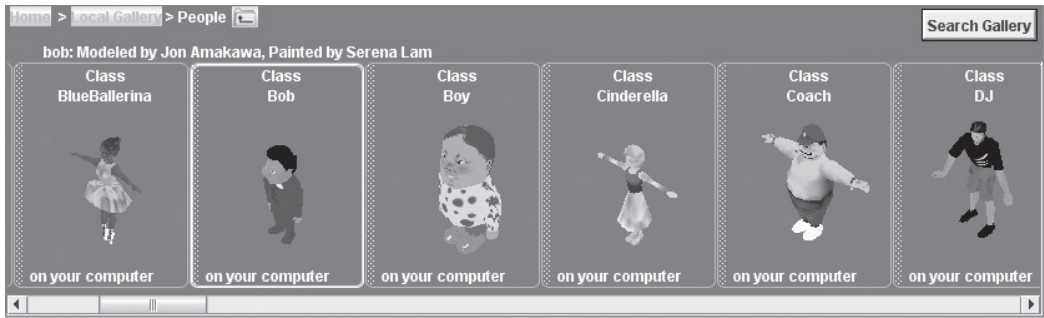 Home > Local Gallery > People
Search Gallery
bob: Modeled by Jon Amakawa, Painted by Serena Lam
Class
BlueBallerina
on your computer
Class
Bob
on your computer
Class
Boy
on your computer
Class
Cinderella
on your computer
Class
Coach
on your computer
Class
DJ
on your computer